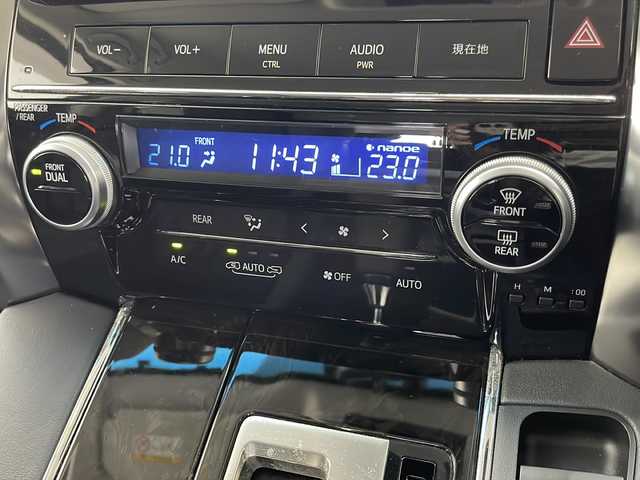 VOL− VOL+ MENU CTRL AUDIO PWR 現在地
PASSENGER /REAR TEMP TEMP
FRONT DUAL
FRONT nanoe
21.0 11:43 23.0
FRONT
REAR
REAR
A/C AUTO OFF AUTO
H M :00